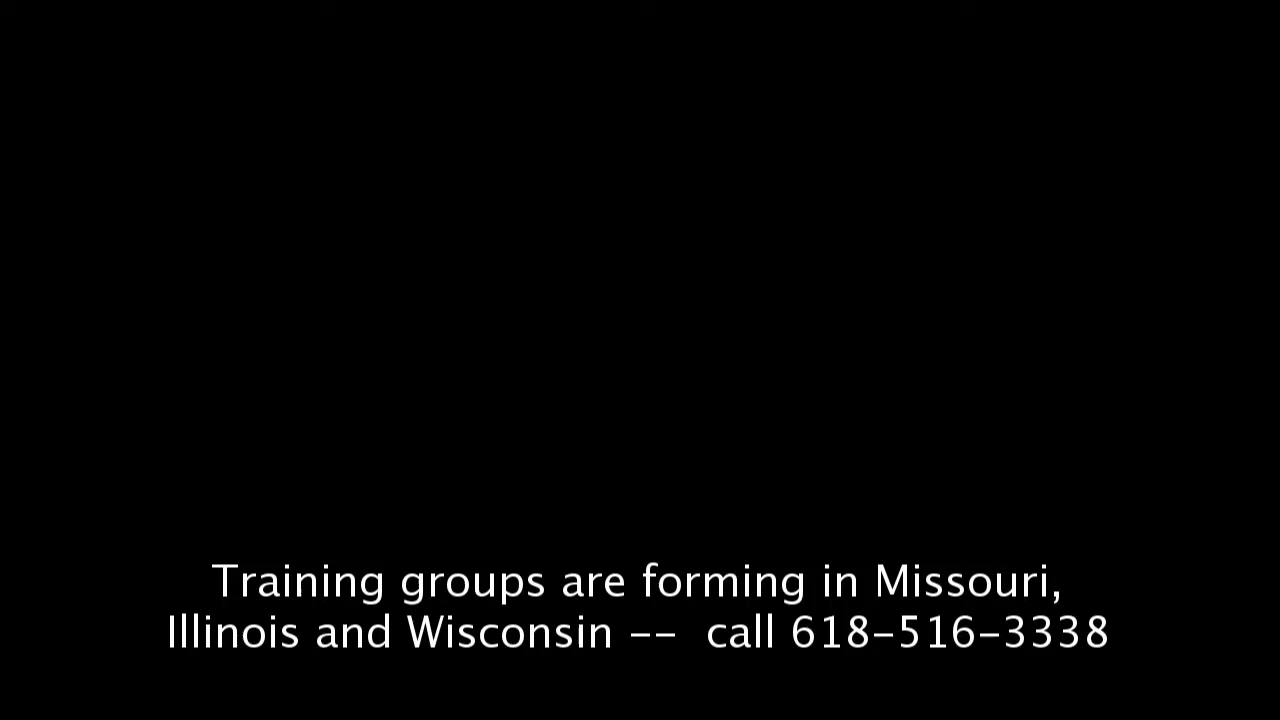 Training groups are forming in Missouri,
Illinois and Wisconsin -- call 618-516-3338